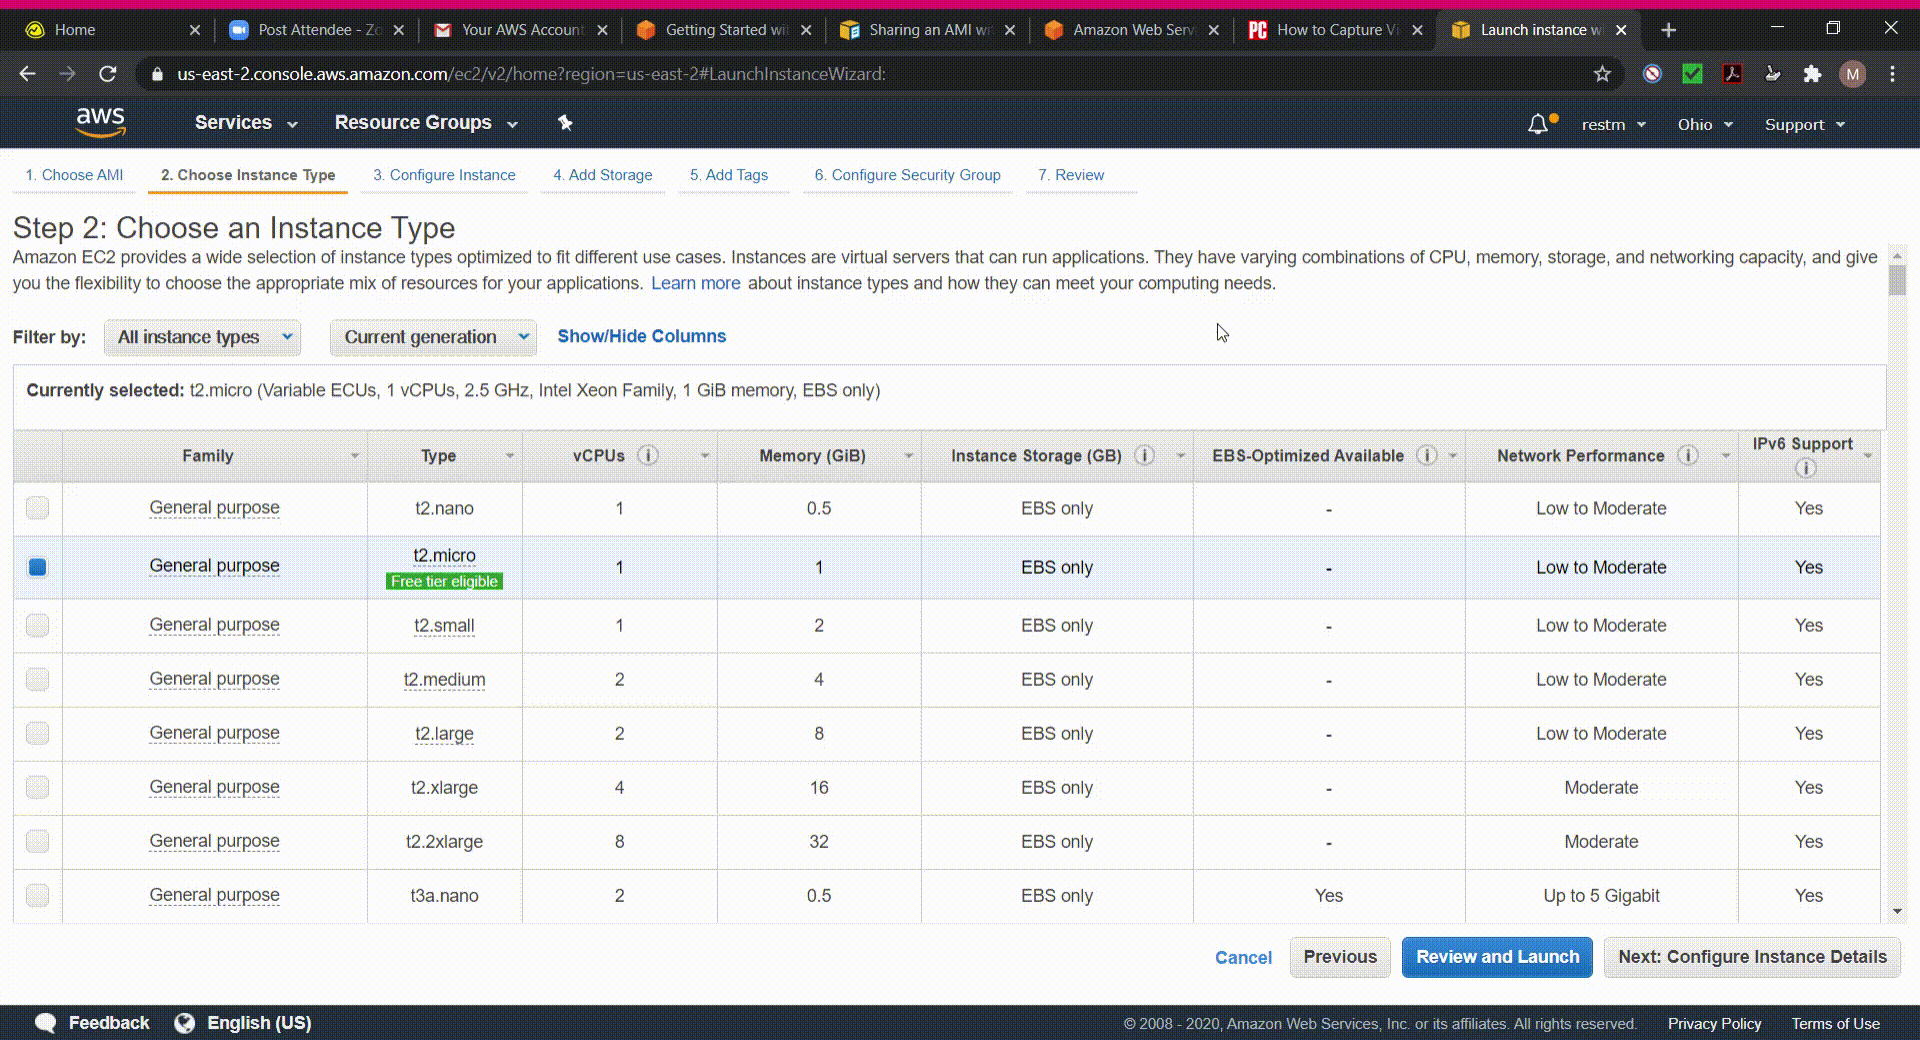 Home
Post Attendee - Zo
Your AWS Account
Getting Started wit
Sharing an AMI wi
Amazon Web Serv
PC How to Capture Vi
Launch instance w
us-east-2.console.aws.amazon.com/ec2/v2/home?region=us-east-2#LaunchInstanceWizard:
M
aws Services Resource Groups restm Ohio Support
1. Choose AMI 2. Choose Instance Type 3. Configure Instance 4. Add Storage 5. Add Tags 6. Configure Security Group 7. Review
Step 2: Choose an Instance Type
Amazon EC2 provides a wide selection of instance types optimized to fit different use cases. Instances are virtual servers that can run applications. They have varying combinations of CPU, memory, storage, and networking capacity, and give
you the flexibility to choose the appropriate mix of resources for your applications. Learn more about instance types and how they can meet your computing needs.
Filter by: All instance types Current generation Show/Hide Columns
Currently selected: t2.micro (Variable ECUs, 1 vCPUs, 2.5 GHz, Intel Xeon Family, 1 GiB memory, EBS only)
Family Type vCPUs i Memory (GiB) Instance Storage (GB) i EBS-Optimized Available i Network Performance i IPv6 Support i
General purpose t2.nano 1 0.5 EBS only - Low to Moderate Yes
General purpose t2.micro 1 1 EBS only - Low to Moderate Yes
Free tier eligible
General purpose t2.small 1 2 EBS only - Low to Moderate Yes
General purpose t2.medium 2 4 EBS only - Low to Moderate Yes
General purpose t2.large 2 8 EBS only - Low to Moderate Yes
General purpose t2.xlarge 4 16 EBS only - Moderate Yes
General purpose t2.2xlarge 8 32 EBS only - Moderate Yes
General purpose t3a.nano 2 0.5 EBS only Yes Up to 5 Gigabit Yes
Cancel Previous Review and Launch Next: Configure Instance Details
Feedback English (US) © 2008 - 2020, Amazon Web Services, Inc. or its affiliates. All rights reserved. Privacy Policy Terms of Use